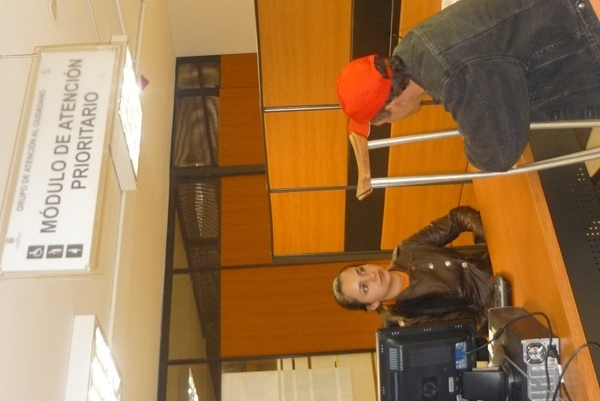 GRUPO DE ATENCIÓN AL CIUDADANO
MÓDULO DE ATENCIÓN
PRIORITARIO